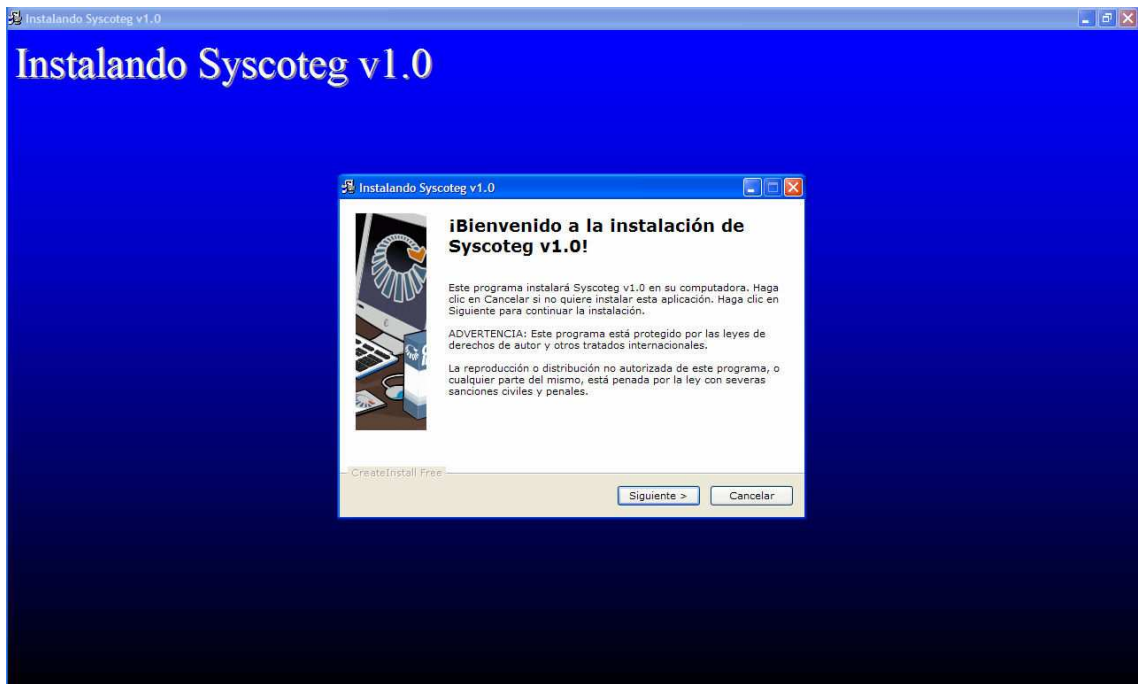 Instalando Syscoteg v1.0
Instalando Syscoteg v1.0
Instalando Syscoteg v1.0
¡Bienvenido a la instalación de
Syscoteg v1.0!
Este programa instalará Syscoteg v1.0 en su computadora. Haga
clic en Cancelar si no quiere instalar esta aplicación. Haga clic en
Siguiente para continuar la instalación.
ADVERTENCIA: Este programa está protegido por las leyes de
derechos de autor y otros tratados internacionales.
La reproducción o distribución no autorizada de este programa, o
cualquier parte del mismo, está penada por la ley con severas
sanciones civiles y penales.
CreateInstall Free
Siguiente >
Cancelar